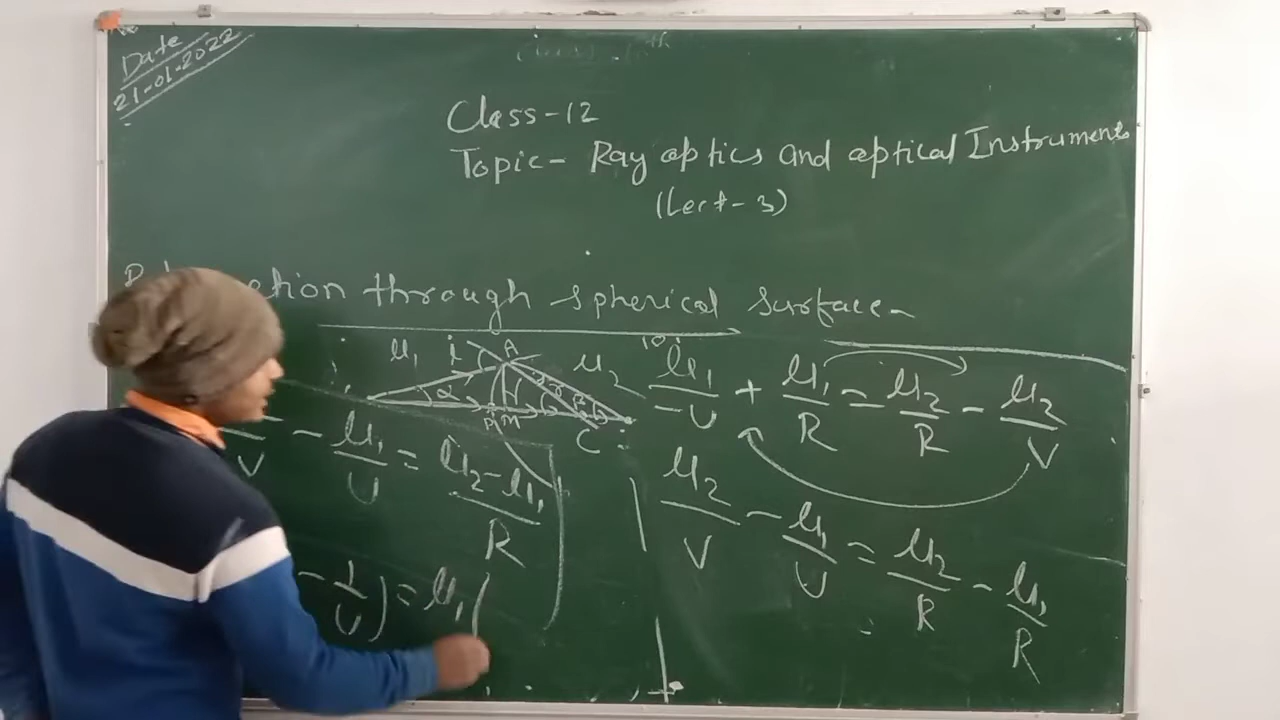 Date
21-01-2022
Class-12
Topic- Ray optics and optical Instruments
(Lect-3)
through spherical surface-
μ₁ i A μ₂
α
P M C
μ₁/-u + μ₁/R = μ₂/R - μ₂/v
/v - μ₁/u = μ₂-μ₁/R
μ₂/v - μ₁/u = μ₂/R - μ₁/R
- 1/u) = μ₁(